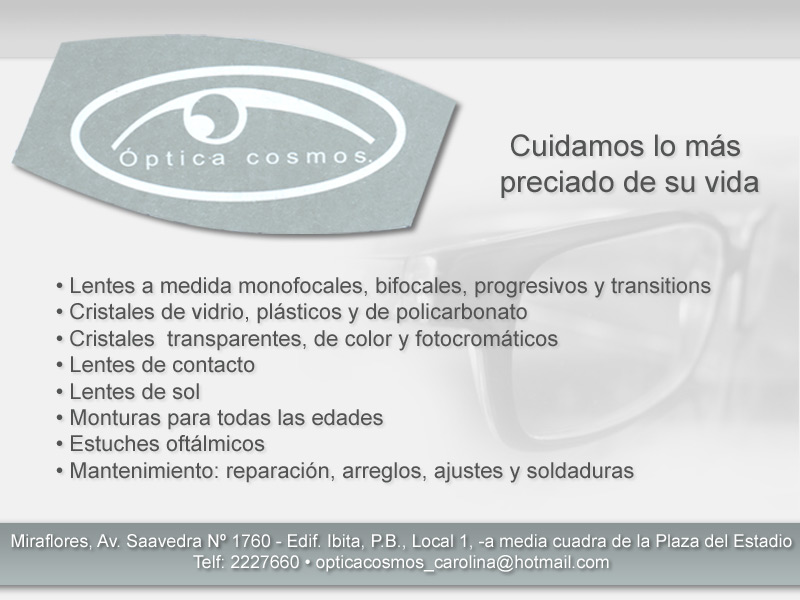 Óptica cosmos.
Cuidamos lo más
preciado de su vida
• Lentes a medida monofocales, bifocales, progresivos y transitions
• Cristales de vidrio, plásticos y de policarbonato
• Cristales  transparentes, de color y fotocromáticos
• Lentes de contacto
• Lentes de sol
• Monturas para todas las edades
• Estuches oftálmicos
• Mantenimiento: reparación, arreglos, ajustes y soldaduras
Miraflores, Av. Saavedra Nº 1760 - Edif. Ibita, P.B., Local 1, -a media cuadra de la Plaza del Estadio
Telf: 2227660 • opticacosmos_carolina@hotmail.com